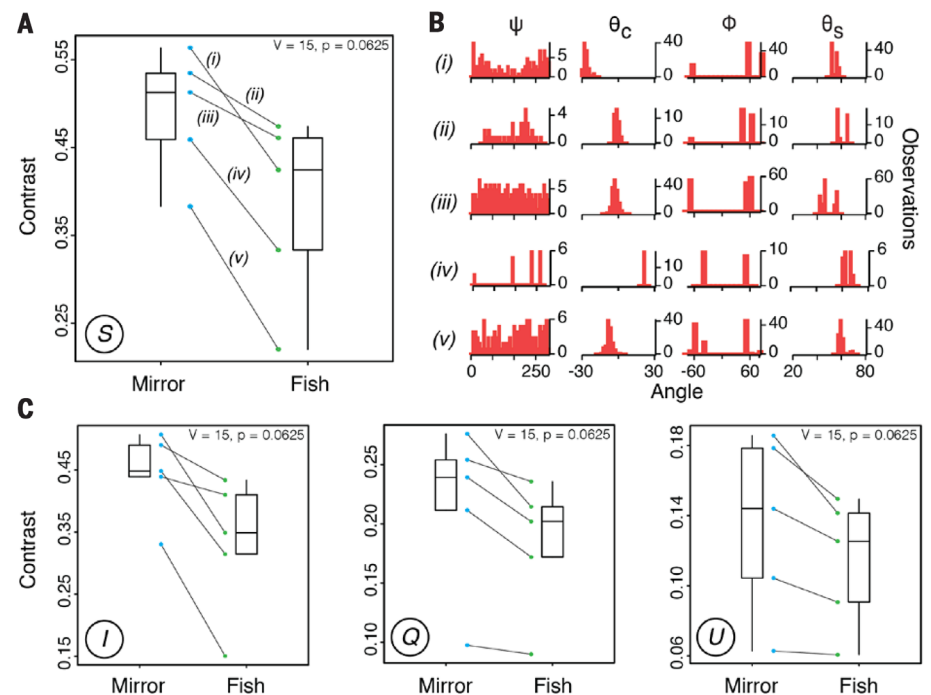 A
V = 15, p = 0.0625
0.55
0.45
0.35
0.25
Contrast
(i)
(ii)
(iii)
(iv)
(v)
S
Mirror
Fish
B
ψ
θc
Φ
θs
(i)
5
0
40
0
40
0
40
0
(ii)
4
0
10
0
10
0
10
0
(iii)
5
0
40
0
60
0
60
0
(iv)
6
0
10
0
10
0
6
0
(v)
6
0
40
0
40
0
40
0
0
250
-30
30
-60
60
20
80
Angle
Observations
C
V = 15, p = 0.0625
0.45
0.35
0.25
0.15
Contrast
I
Mirror
Fish
V = 15, p = 0.0625
0.25
0.20
0.15
0.10
Q
Mirror
Fish
V = 15, p = 0.0625
0.18
0.14
0.10
0.06
U
Mirror
Fish